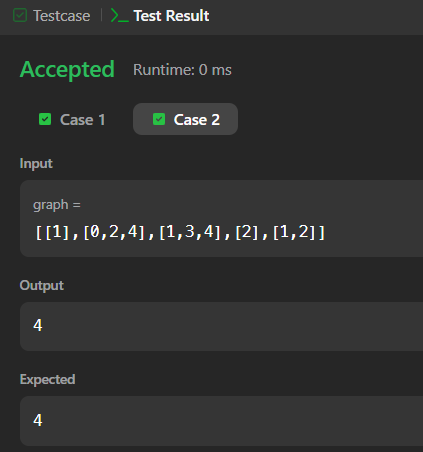 Testcase | >_ Test Result
Accepted Runtime: 0 ms
Case 1 Case 2
Input
graph =
[[1],[0,2,4],[1,3,4],[2],[1,2]]
Output
4
Expected
4